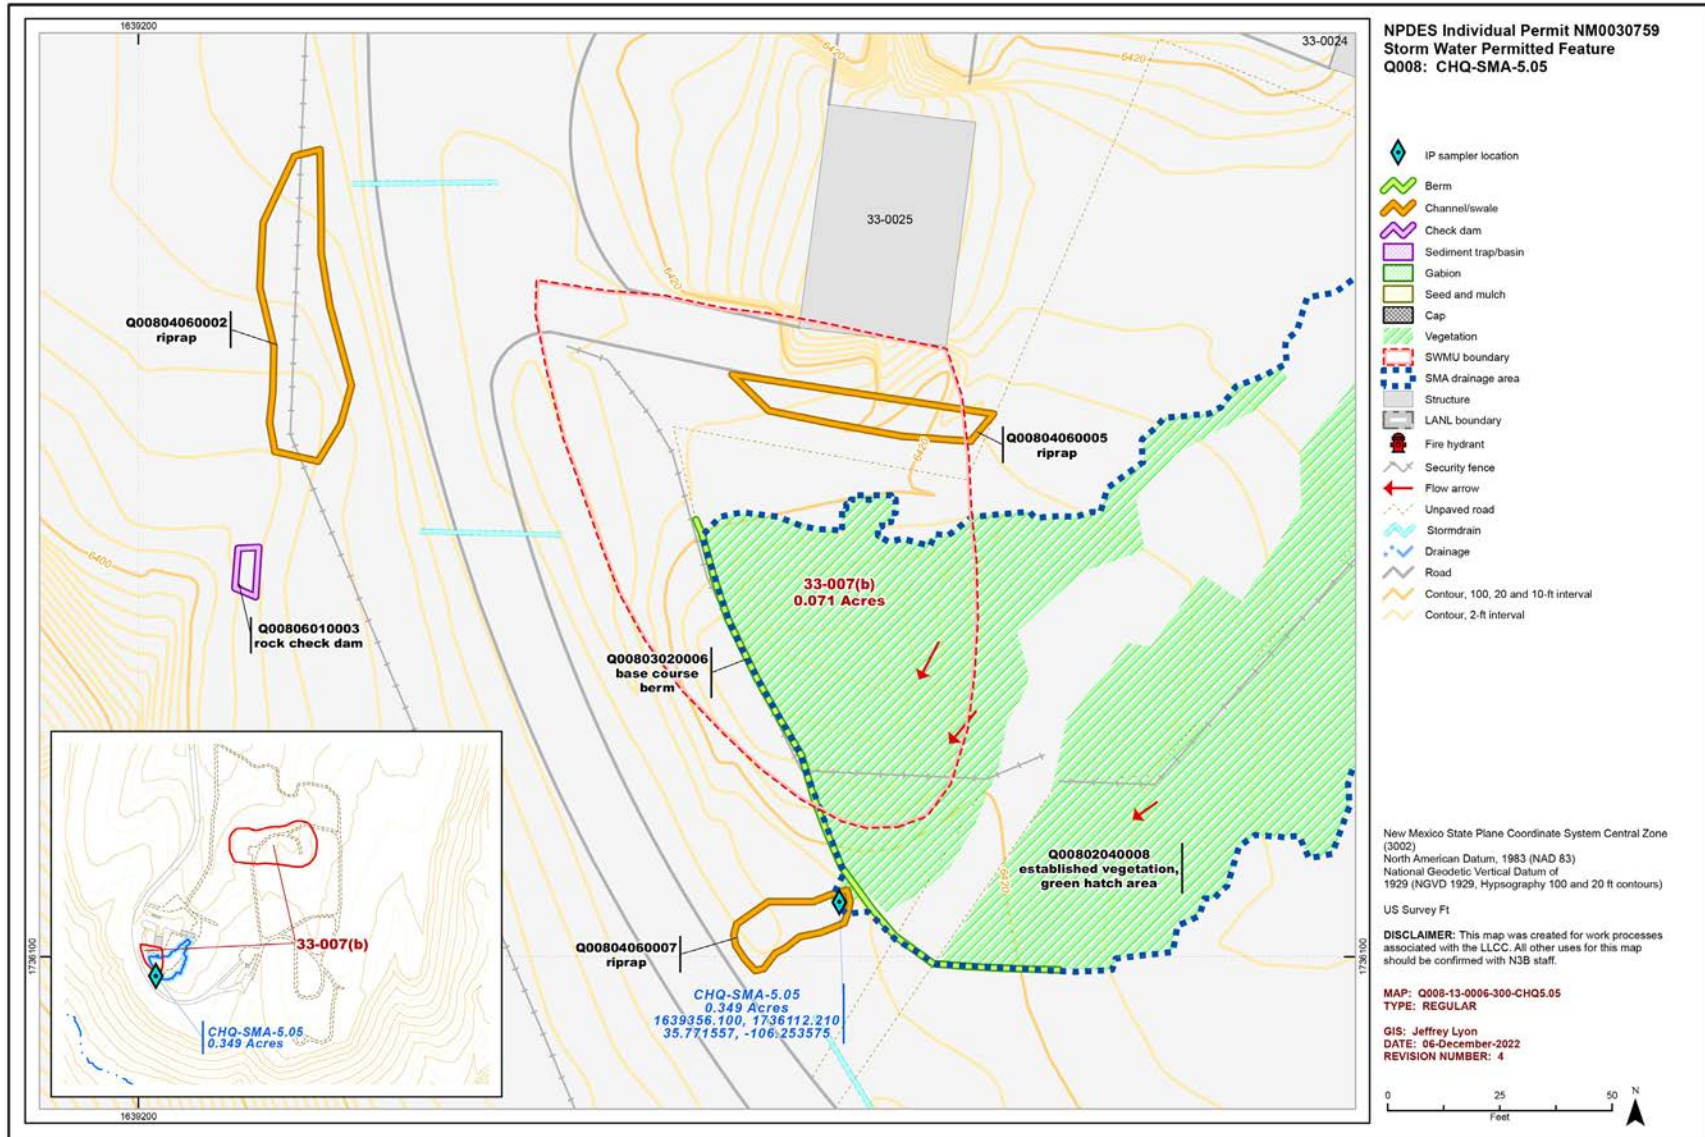 1639200
33-0024
6420
6420
33-0025
6420
Q00804060002
riprap
Q00804060005
riprap
6420
6400
33-007(b)
0.071 Acres
Q00806010003
rock check dam
Q00803020006
base course
berm
Q00802040008
established vegetation,
green hatch area
6420
Q00804060007
riprap
CHQ-SMA-5.05
0.349 Acres
1639356.100, 1736112.210
35.771557, -106.253575
33-007(b)
CHQ-SMA-5.05
0.349 Acres
1736100
1736100
1639200
NPDES Individual Permit NM0030759
Storm Water Permitted Feature
Q008: CHQ-SMA-5.05
IP sampler location
Berm
Channel/swale
Check dam
Sediment trap/basin
Gabion
Seed and mulch
Cap
Vegetation
SWMU boundary
SMA drainage area
Structure
LANL boundary
Fire hydrant
Security fence
Flow arrow
Unpaved road
Stormdrain
Drainage
Road
Contour, 100, 20 and 10-ft interval
Contour, 2-ft interval
New Mexico State Plane Coordinate System Central Zone
(3002)
North American Datum, 1983 (NAD 83)
National Geodetic Vertical Datum of
1929 (NGVD 1929, Hypsography 100 and 20 ft contours)
US Survey Ft
DISCLAIMER: This map was created for work processes
associated with the LLCC. All other uses for this map
should be confirmed with N3B staff.
MAP: Q008-13-0006-300-CHQ5.05
TYPE: REGULAR
GIS: Jeffrey Lyon
DATE: 06-December-2022
REVISION NUMBER: 4
0 25 50
Feet
N